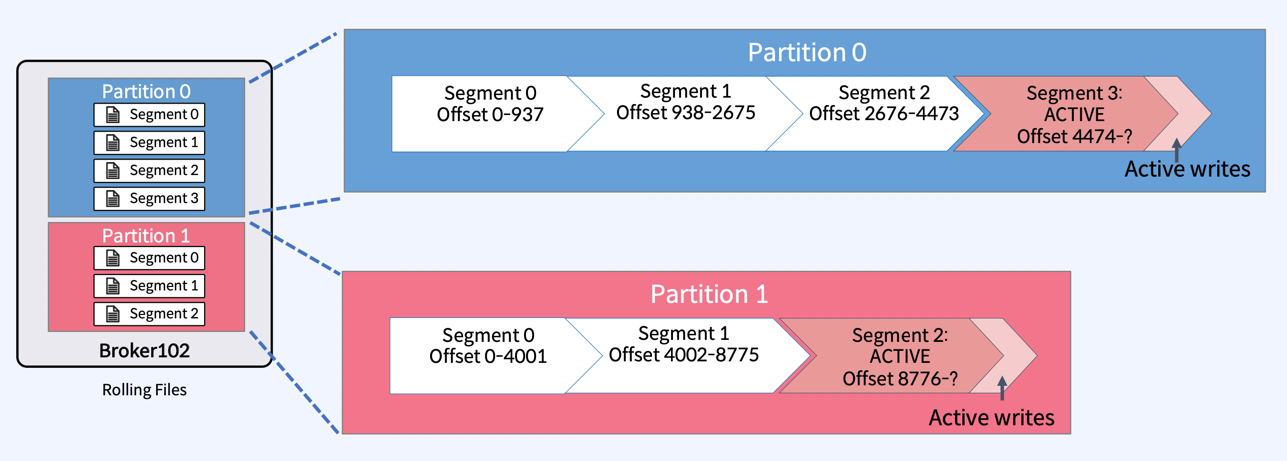 Partition 0
Segment 0
Segment 1
Segment 2
Segment 3
Partition 1
Segment 0
Segment 1
Segment 2
Broker102
Rolling Files
Partition 0
Segment 0
Offset 0-937
Segment 1
Offset 938-2675
Segment 2
Offset 2676-4473
Segment 3:
ACTIVE
Offset 4474-?
Active writes
Partition 1
Segment 0
Offset 0-4001
Segment 1
Offset 4002-8775
Segment 2:
ACTIVE
Offset 8776-?
Active writes